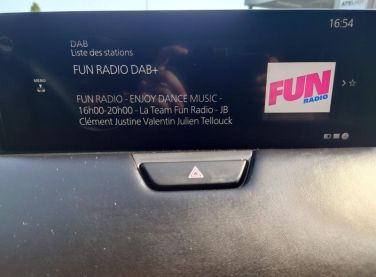 ATELIER
16:54
DAB
Liste des stations
FUN RADIO DAB+
MENU
FUN RADIO - ENJOY DANCE MUSIC -
16h00-20h00 - La Team Fun Radio - JB
Clément Justine Valentin Julien Tellouck
FUN
RADIO